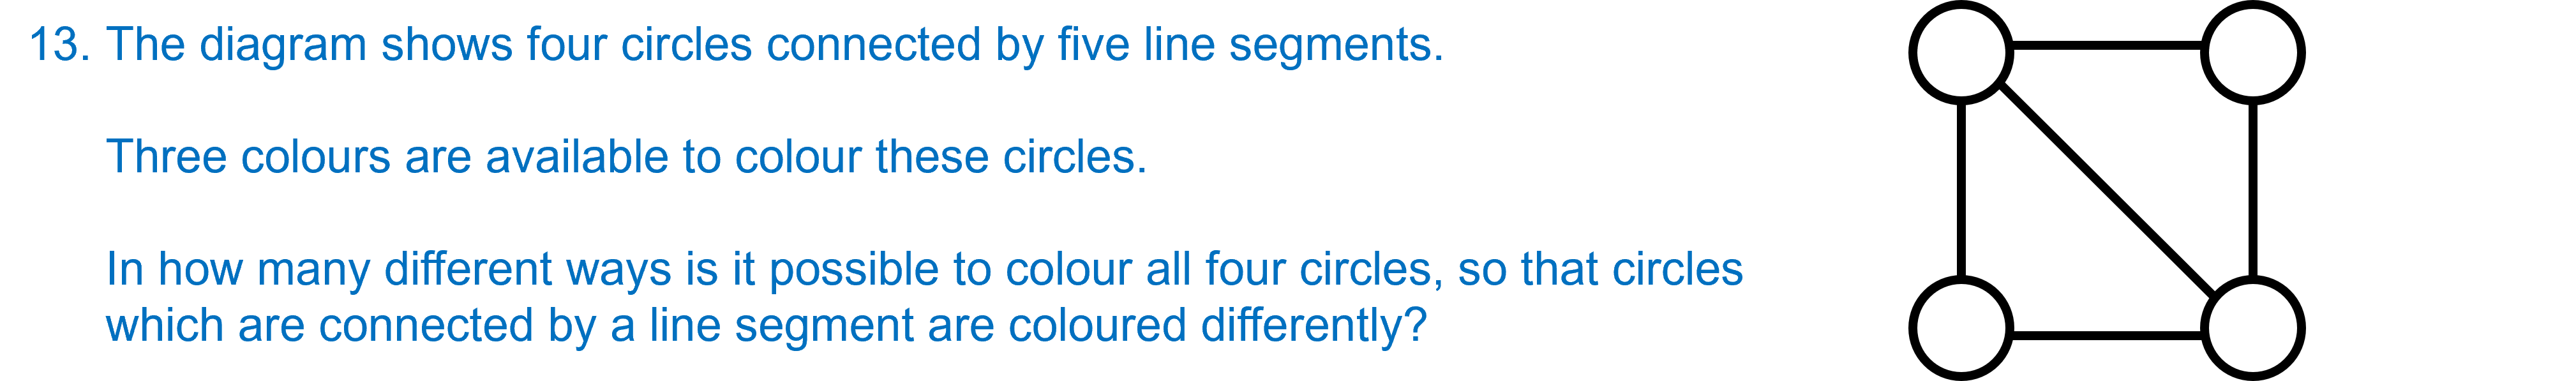 13. The diagram shows four circles connected by five line segments.
Three colours are available to colour these circles.
In how many different ways is it possible to colour all four circles, so that circles
which are connected by a line segment are coloured differently?